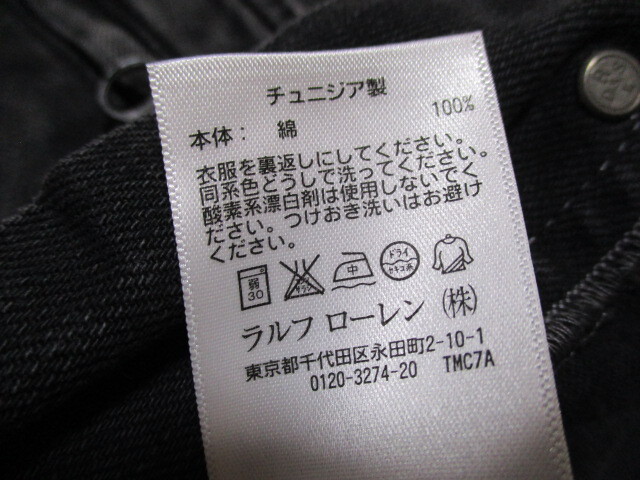 チュニジア製
本体: 綿 100%
衣服を裏返しにしてください。
同系色どうしで洗ってください。
酸素系漂白剤は使用しないでく
ださい。つけおき洗いはお避け
ください。
弱 30 中 ドライ セキユ系
ラルフ ローレン (株)
東京都千代田区永田町2-10-1
0120-3274-20 TMC7A